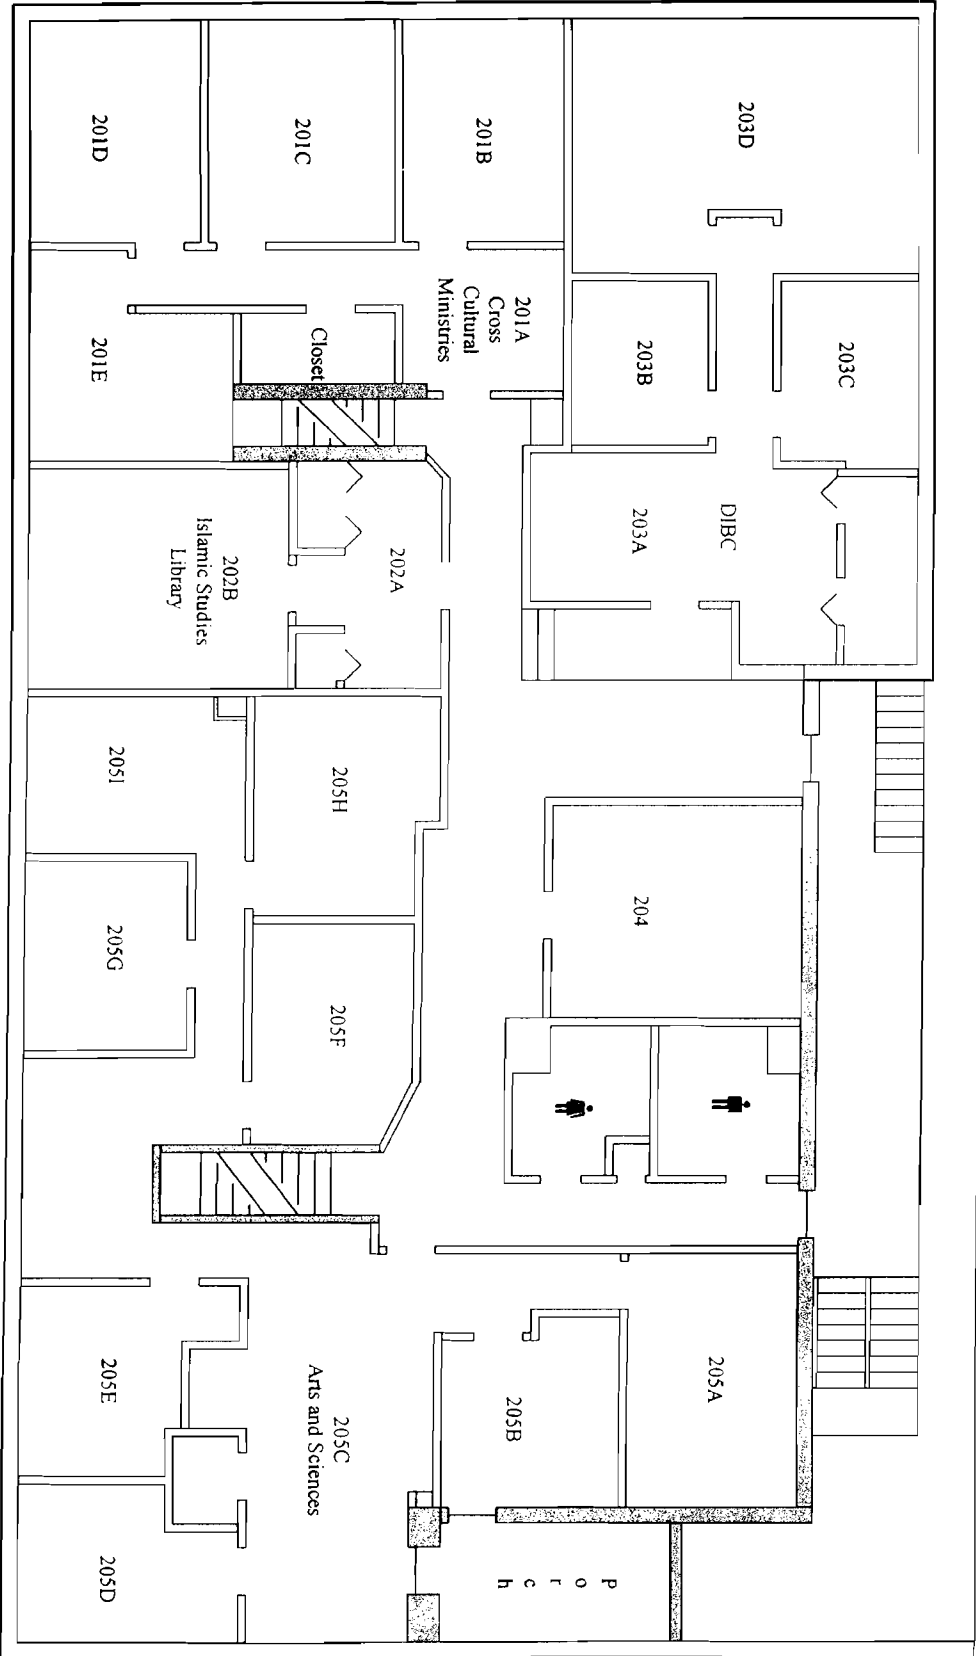 203D
203C
203B
DIBC
203A
201B
201C
201D
201A
Cross
Cultural
Ministries
Closet
201E
202A
202B
Islamic Studies
Library
205H
205I
204
205G
205F
205A
205B
205C
Arts and Sciences
205E
205D
porch